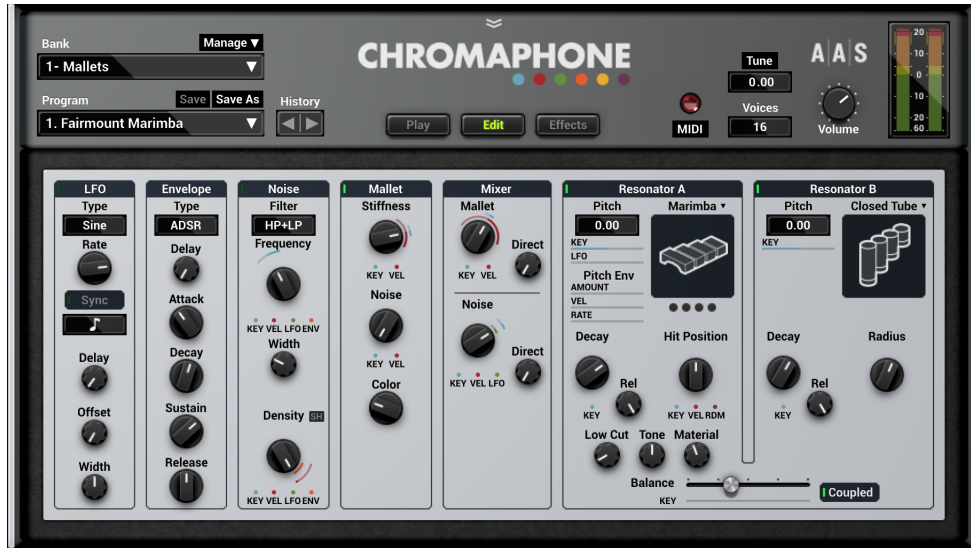 Bank
Manage ▼
1- Mallets
Program
Save
Save As
1. Fairmount Marimba
History
CHROMAPHONE
Play
Edit
Effects
MIDI
Tune
0.00
Voices
16
A|A|S
Volume
20
10
0
10
20
60
LFO
Type
Sine
Rate
Sync
Delay
Offset
Width
Envelope
Type
ADSR
Delay
Attack
Decay
Sustain
Release
Noise
Filter
HP+LP
Frequency
KEY VEL LFO ENV
Width
Density SH
KEY VEL LFO ENV
Mallet
Stiffness
KEY VEL
Noise
KEY VEL
Color
Mixer
Mallet
Direct
KEY VEL
Noise
Direct
KEY VEL LFO
Resonator A
Pitch
0.00
KEY
LFO
Pitch Env
AMOUNT
VEL
RATE
Marimba ▼
Decay
Rel
KEY
Hit Position
KEY VEL RDM
Low Cut Tone Material
Resonator B
Pitch
0.00
KEY
Closed Tube ▼
Decay
Rel
KEY
Radius
Balance
KEY
Coupled